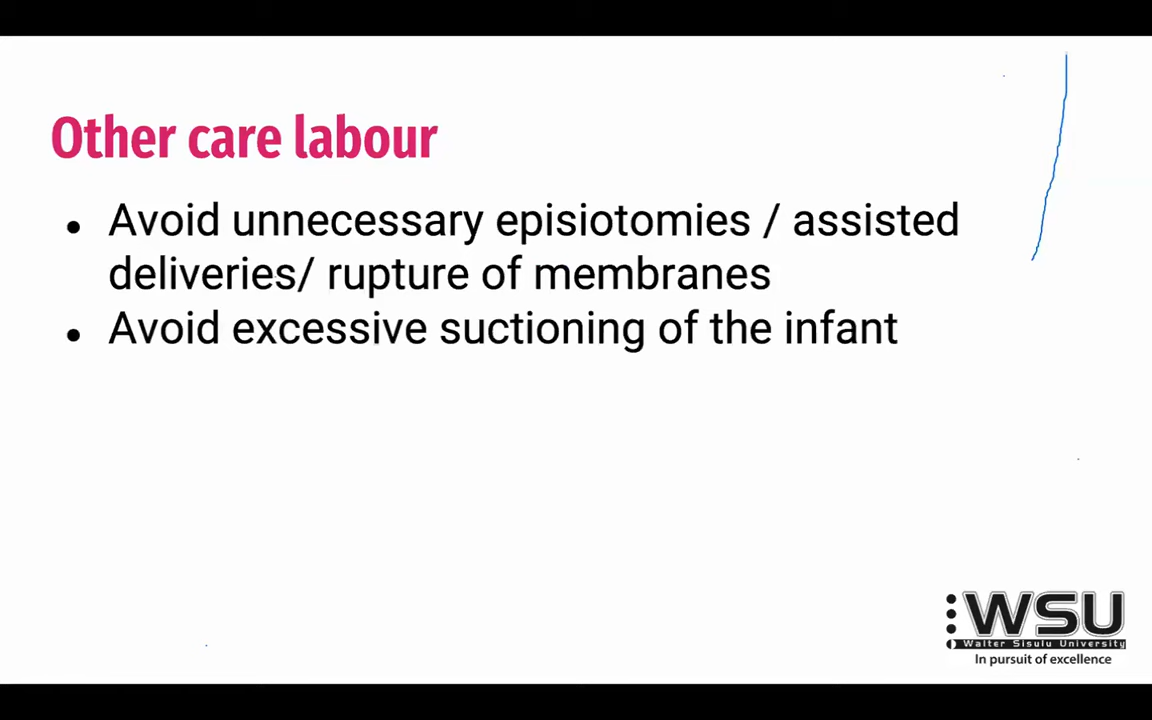 Other care labour
● Avoid unnecessary episiotomies / assisted
deliveries/ rupture of membranes
● Avoid excessive suctioning of the infant
WSU
Walter Sisulu University
In pursuit of excellence